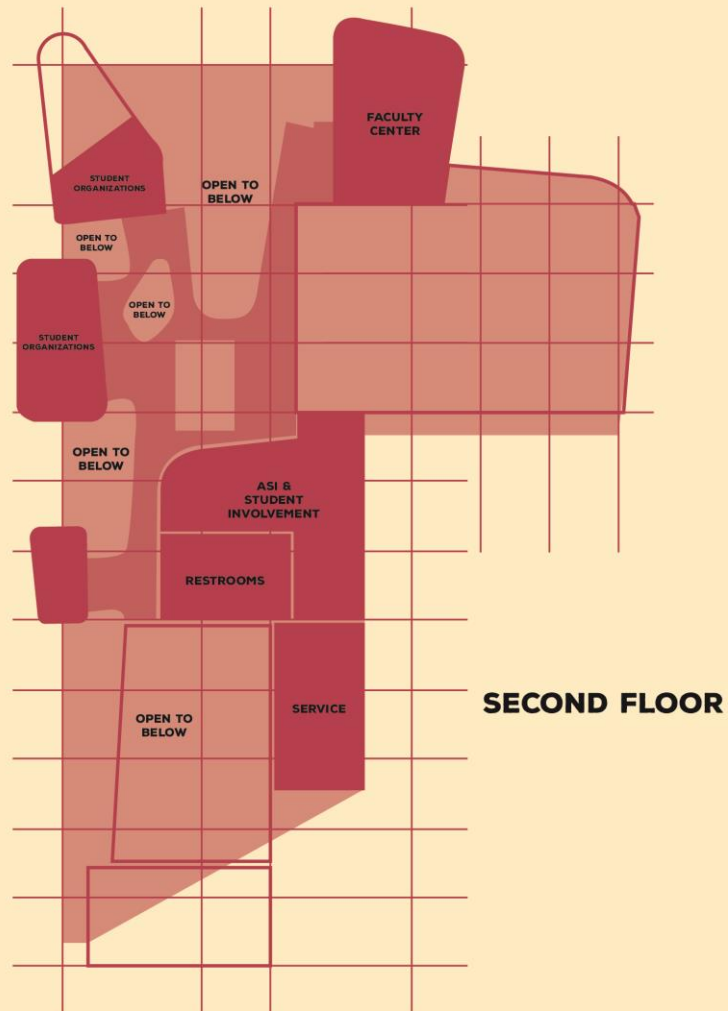 FACULTY
CENTER
STUDENT
ORGANIZATIONS
OPEN TO
BELOW
OPEN TO
BELOW
OPEN TO
BELOW
STUDENT
ORGANIZATIONS
OPEN TO
BELOW
ASI &
STUDENT
INVOLVEMENT
RESTROOMS
SECOND FLOOR
SERVICE
OPEN TO
BELOW